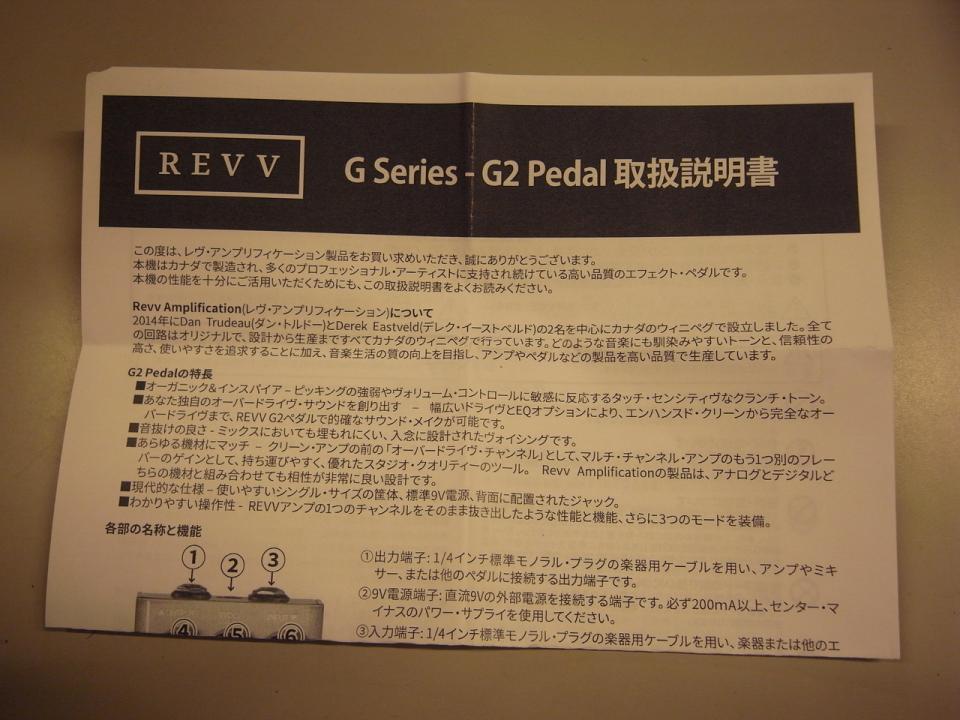 REVV
G Series - G2 Pedal 取扱説明書
この度は、レヴ・アンプリフィケーション製品をお買い求めいただき、誠にありがとうございます。
本機はカナダで製造され、多くのプロフェッショナル・アーティストに支持され続けている高い品質のエフェクト・ペダルです。
本機の性能を十分にご活用いただくためにも、この取扱説明書をよくお読みください。
Revv Amplification(レヴ・アンプリフィケーション)について
2014年にDan Trudeau(ダン・トルドー)とDerek Eastveld(デレク・イーストベルド)の2名を中心にカナダのウィニペグで設立しました。全て
の回路はオリジナルで、設計から生産まですべてカナダのウィニペグで行っています。どのような音楽にも馴染みやすいトーンと、信頼性の
高さ、使いやすさを追求することに加え、音楽生活の質の向上を目指し、アンプやペダルなどの製品を高い品質で生産しています。
G2 Pedalの特長
■オーガニック&インスパイア – ピッキングの強弱やヴォリューム・コントロールに敏感に反応するタッチ・センシティヴなクランチ・トーン。
■あなた独自のオーバードライヴ・サウンドを創り出す – 幅広いドライヴとEQオプションにより、エンハンスド・クリーンから完全なオー
バードライヴまで、REVV G2ペダルで的確なサウンド・メイクが可能です。
■音抜けの良さ - ミックスにおいても埋もれにくい、入念に設計されたヴォイシングです。
■あらゆる機材にマッチ – クリーン・アンプの前の「オーバードライヴ・チャンネル」として、マルチ・チャンネル・アンプのもう1つ別のフレー
バーのゲインとして、持ち運びやすく、優れたスタジオ・クオリティーのツール。 Revv Amplificationの製品は、アナログとデジタルど
ちらの機材と組み合わせても相性が非常に良い設計です。
■現代的な仕様 – 使いやすいシングル・サイズの筐体、標準9V電源、背面に配置されたジャック。
■わかりやすい操作性 - REVVアンプの1つのチャンネルをそのまま抜き出したような性能と機能、さらに3つのモードを装備。
各部の名称と機能
① ② ③
④ ⑤ ⑥
①出力端子: 1/4インチ標準モノラル・プラグの楽器用ケーブルを用い、アンプやミキ
サー、または他のペダルに接続する出力端子です。
②9V電源端子: 直流9Vの外部電源を接続する端子です。必ず200mA以上、センター・マ
イナスのパワー・サプライを使用してください。
③入力端子: 1/4インチ標準モノラル・プラグの楽器用ケーブルを用い、楽器または他のエ